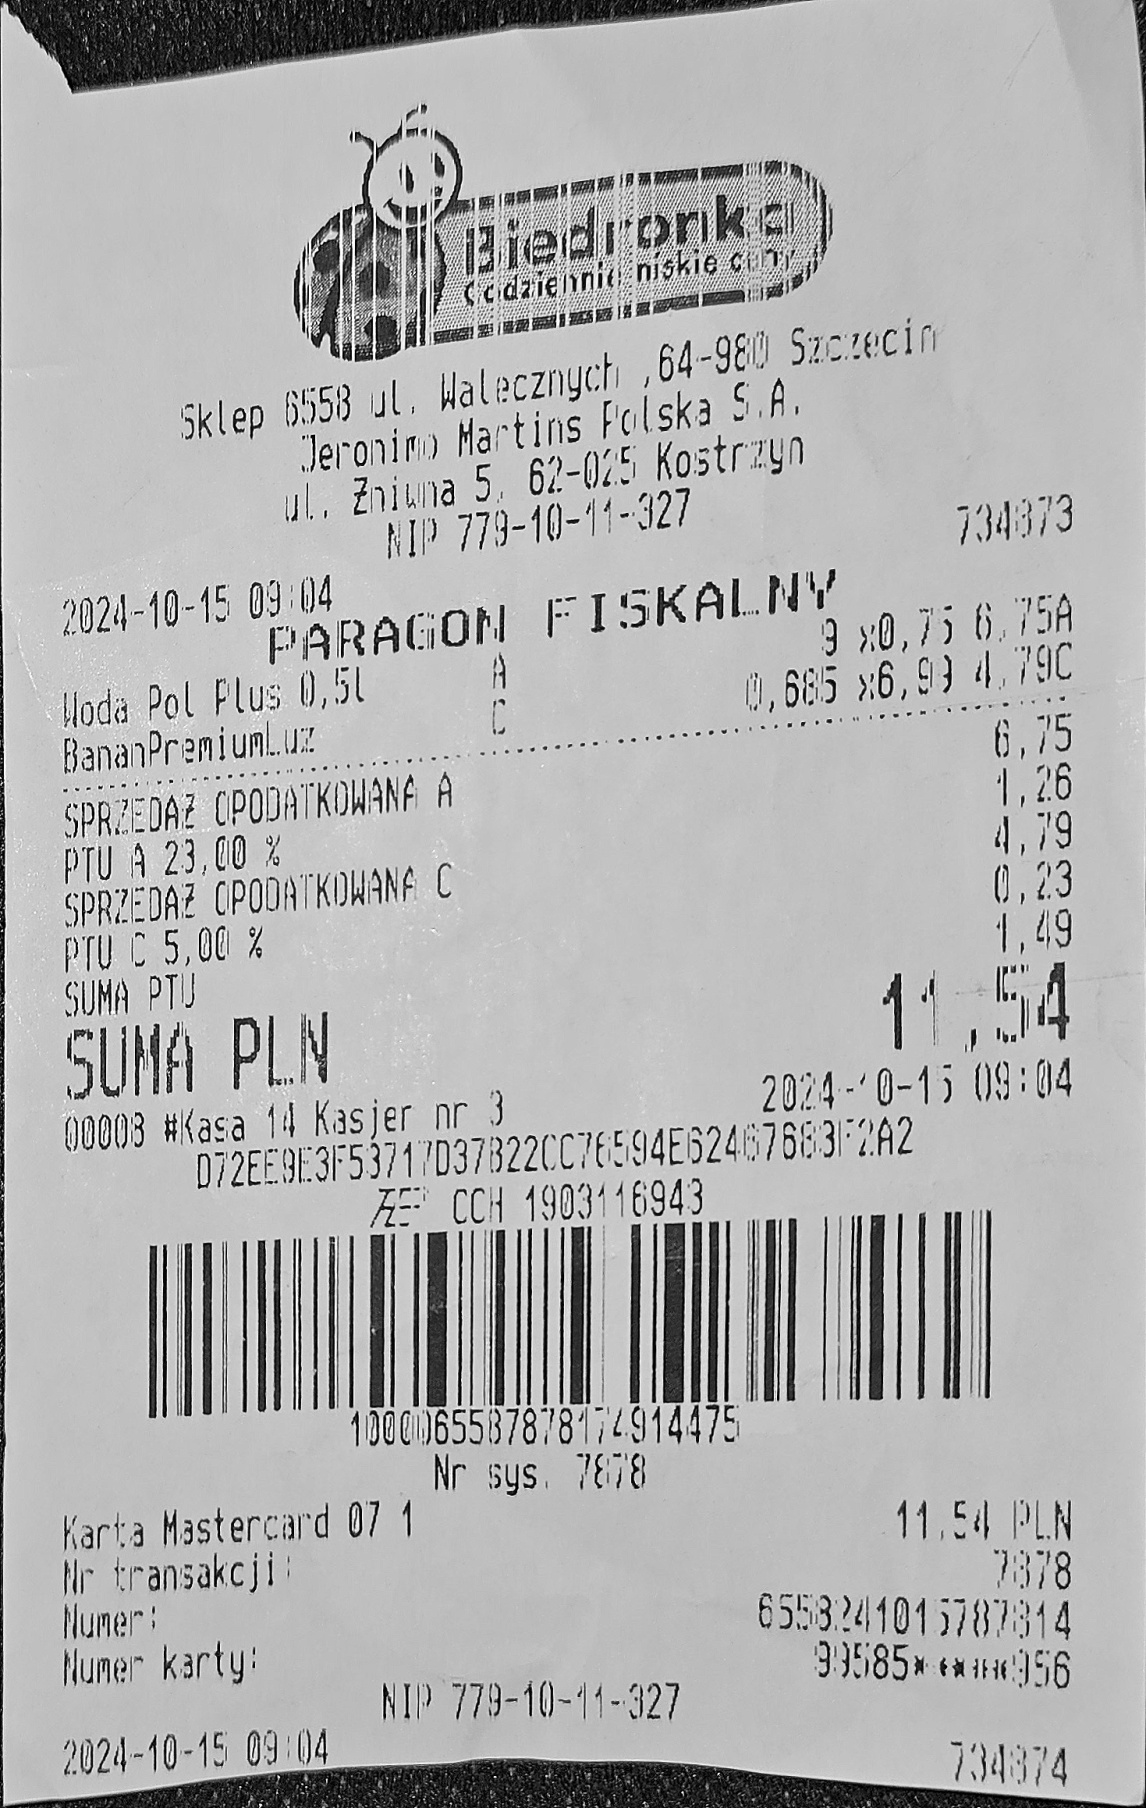 Biedronka
Codziennie niskie ceny
Sklep 6558 ul. Walecznych ,64-980 Szczecin
Jeronimo Martins Polska S.A.
ul. Żniwna 5, 62-025 Kostrzyn
NIP 779-10-11-327
2024-10-15 09:04 734873
PARAGON FISKALNY
Woda Pol Plus 0,5l A 9 x0,75 6,75A
BananPremiumLuz C 0,685 x6,99 4,79C
SPRZEDAŻ OPODATKOWANA A 6,75
PTU A 23,00 % 1,26
SPRZEDAŻ OPODATKOWANA C 4,79
PTU C 5,00 % 0,23
SUMA PTU 1,49
SUMA PLN 11,54
00008 #Kasa 14 Kasjer nr 3 2024-10-15 09:04
CCH 1903116943
1000065587878174914475
Nr sys. 7878
Karta Mastercard 07 1 11.54 PLN
Nr transakcji: 7878
Numer: 6558241015787814
Numer karty: 99585******956
NIP 779-10-11-327
2024-10-15 09:04 734874